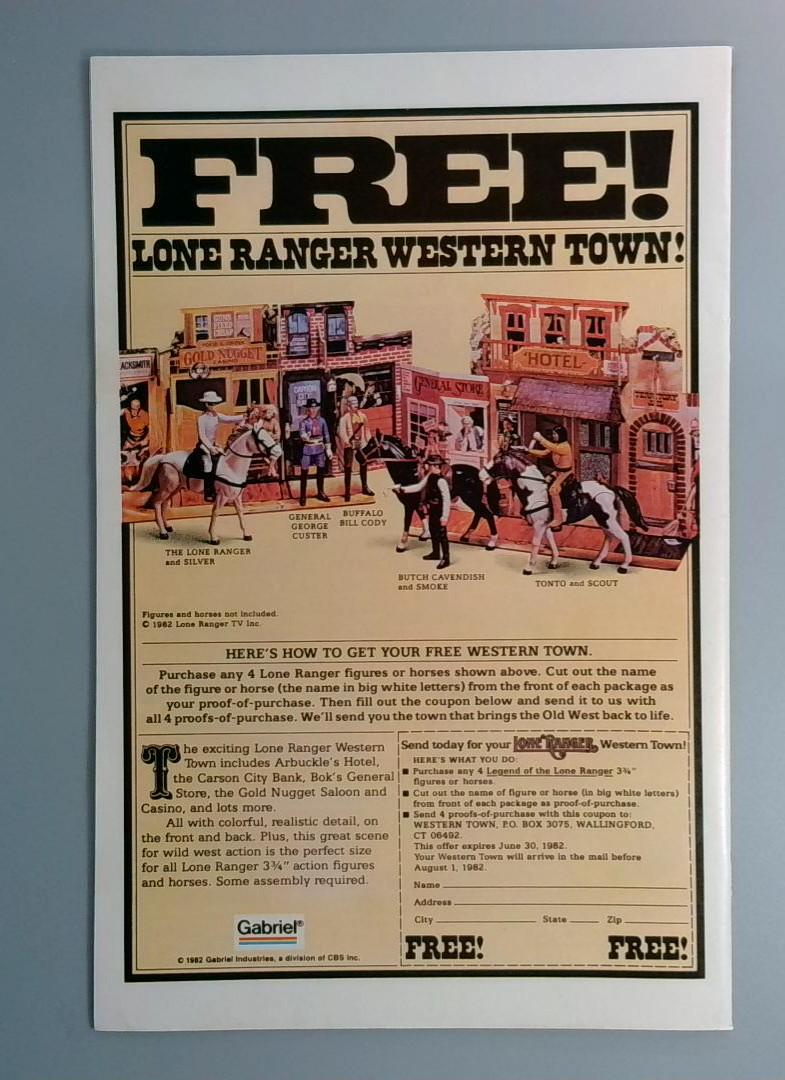 FREE!
LONE RANGER WESTERN TOWN!
GOLD NUGGET
"HOTEL"
GENERAL STORE
CARSON
CITY
THE LONE RANGER
and SILVER
GENERAL
GEORGE
CUSTER
BUFFALO
BILL CODY
BUTCH CAVENDISH
and SMOKE
TONTO and SCOUT
Figures and horses not included.
© 1982 Lone Ranger TV Inc.
HERE'S HOW TO GET YOUR FREE WESTERN TOWN.
Purchase any 4 Lone Ranger figures or horses shown above. Cut out the name
of the figure or horse (the name in big white letters) from the front of each package as
your proof-of-purchase. Then fill out the coupon below and send it to us with
all 4 proofs-of-purchase. We'll send you the town that brings the Old West back to life.
The exciting Lone Ranger Western
Town includes Arbuckle's Hotel,
the Carson City Bank, Bok's General
Store, the Gold Nugget Saloon and
Casino, and lots more.
All with colorful, realistic detail, on
the front and back. Plus, this great scene
for wild west action is the perfect size
for all Lone Ranger 3¾" action figures
and horses. Some assembly required.
Gabriel®
© 1982 Gabriel Industries, a division of CBS Inc.
Send today for your LONE RANGER Western Town!
HERE'S WHAT YOU DO:
■ Purchase any 4 Legend of the Lone Ranger 3¾"
figures or horses.
■ Cut out the name of figure or horse (in big white letters)
from front of each package as proof-of-purchase.
■ Send 4 proofs-of-purchase with this coupon to:
WESTERN TOWN, P.O. BOX 3075, WALLINGFORD,
CT 06492.
This offer expires June 30, 1982.
Your Western Town will arrive in the mail before
August 1, 1982.
Name
Address
City State Zip
FREE! FREE!